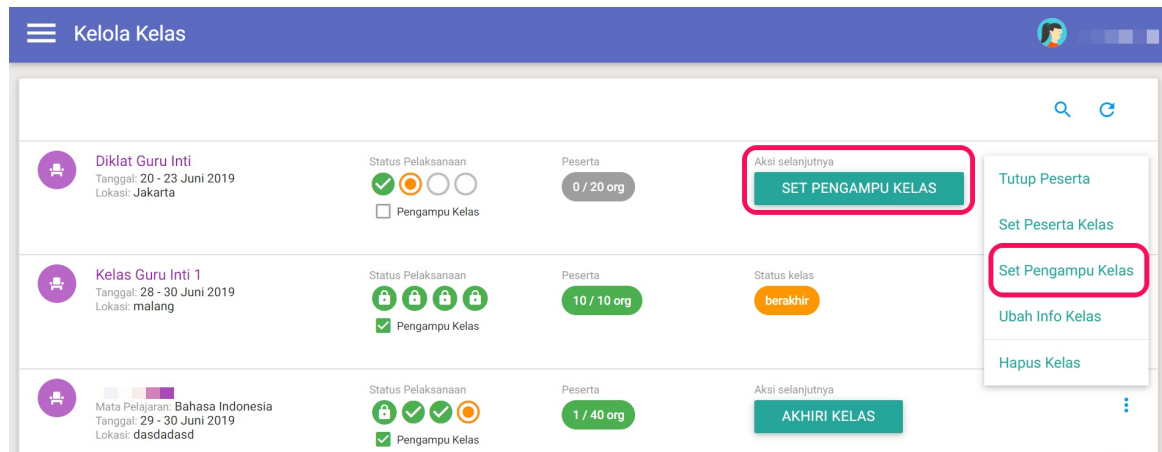 Kelola Kelas
Diklat Guru Inti
Tanggal: 20 - 23 Juni 2019
Lokasi: Jakarta
Status Pelaksanaan
Pengampu Kelas
Peserta
0 / 20 org
Aksi selanjutnya
SET PENGAMPU KELAS
Tutup Peserta
Set Peserta Kelas
Set Pengampu Kelas
Ubah Info Kelas
Hapus Kelas
Kelas Guru Inti 1
Tanggal: 28 - 30 Juni 2019
Lokasi: malang
Status Pelaksanaan
Pengampu Kelas
Peserta
10 / 10 org
Status kelas
berakhir
Mata Pelajaran: Bahasa Indonesia
Tanggal: 29 - 30 Juni 2019
Lokasi: dasdadasd
Status Pelaksanaan
Pengampu Kelas
Peserta
1 / 40 org
Aksi selanjutnya
AKHIRI KELAS